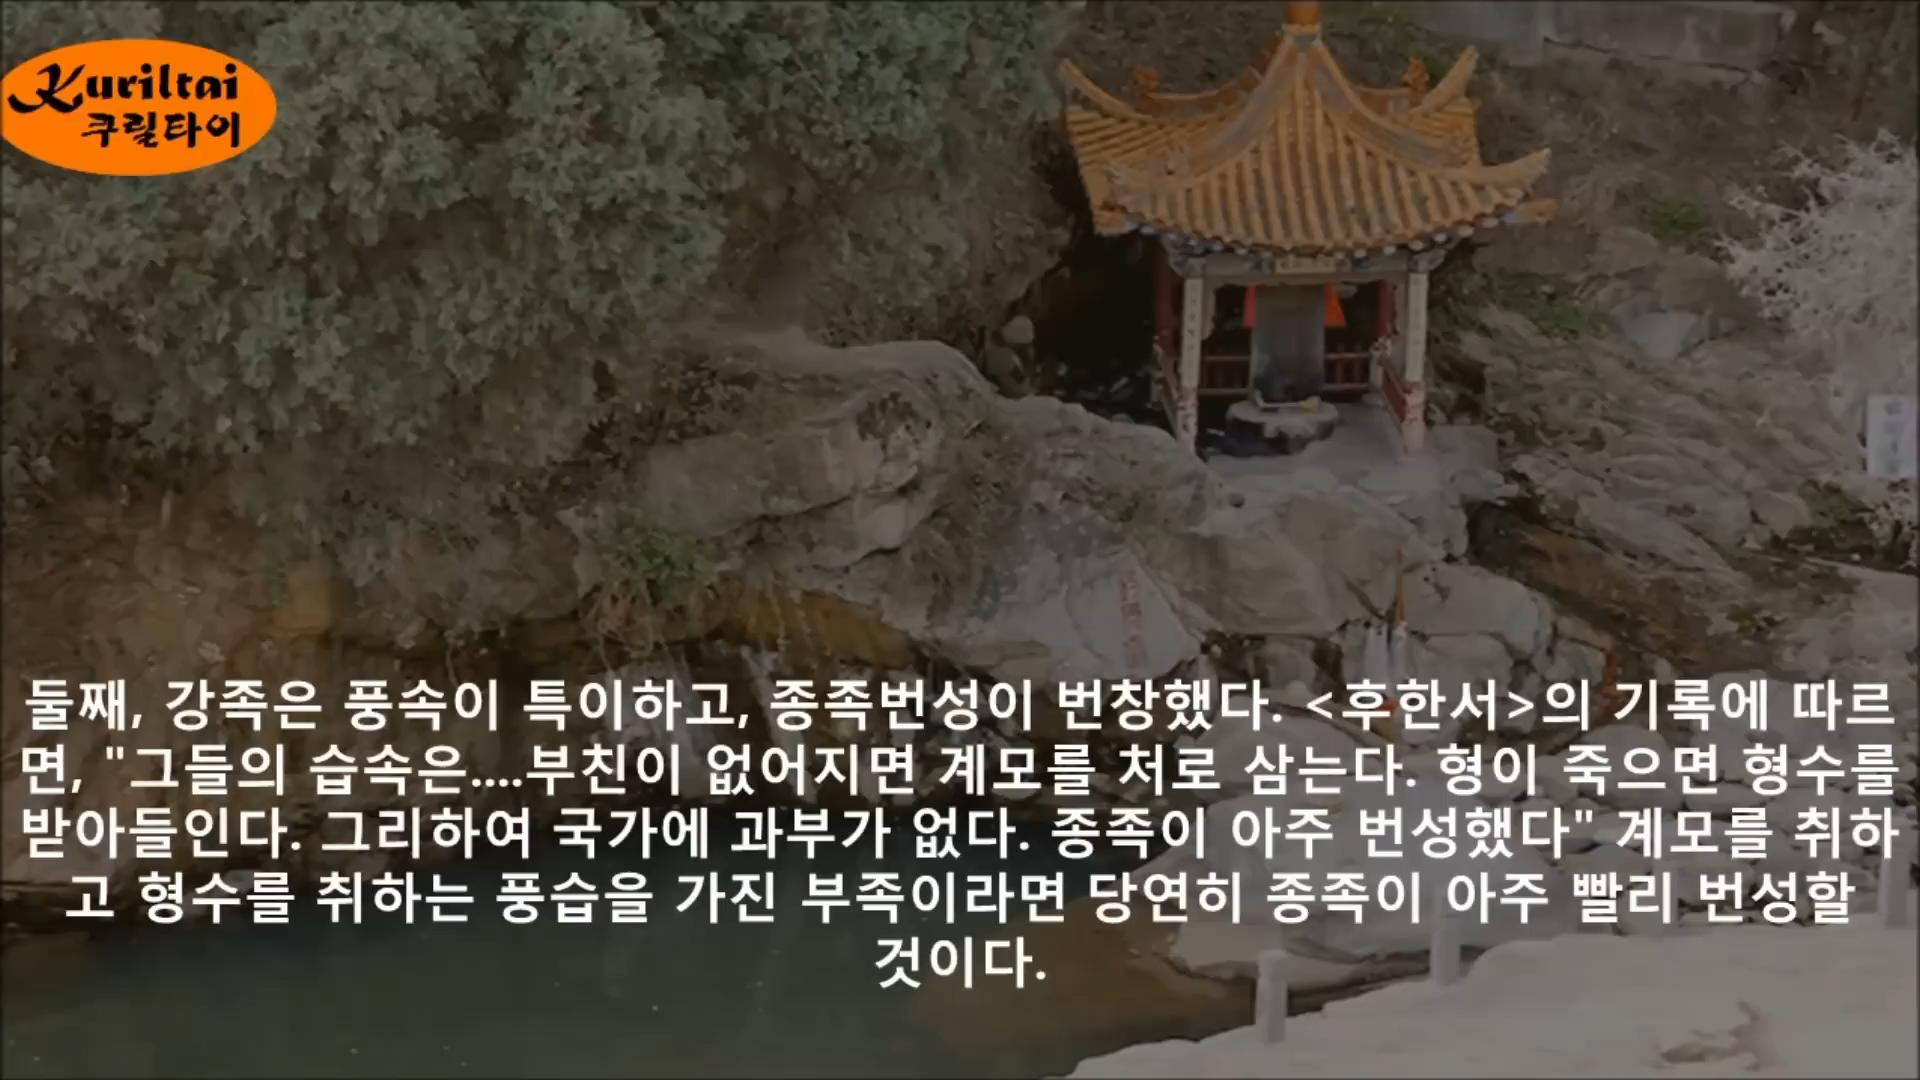 Kuriltai
쿠릴타이
둘째, 강족은 풍속이 특이하고, 종족번성이 번창했다. <후한서>의 기록에 따르
면, "그들의 습속은....부친이 없어지면 계모를 처로 삼는다. 형이 죽으면 형수를
받아들인다. 그리하여 국가에 과부가 없다. 종족이 아주 번성했다" 계모를 취하
고 형수를 취하는 풍습을 가진 부족이라면 당연히 종족이 아주 빨리 번성할
것이다.